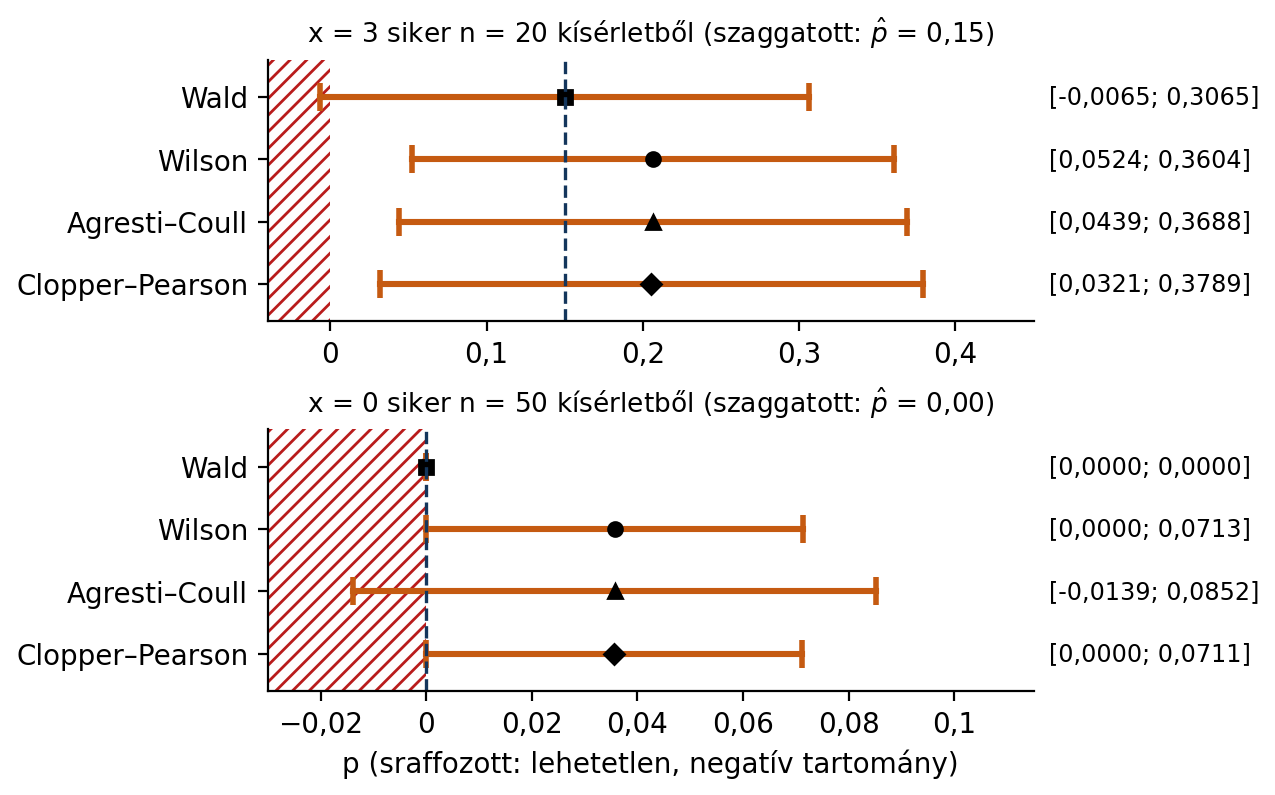 x = 3 siker n = 20 kísérletből (szaggatott: p̂ = 0,15)
Wald [-0,0065; 0,3065]
Wilson [0,0524; 0,3604]
Agresti–Coull [0,0439; 0,3688]
Clopper–Pearson [0,0321; 0,3789]
0 0,1 0,2 0,3 0,4
x = 0 siker n = 50 kísérletből (szaggatott: p̂ = 0,00)
Wald [0,0000; 0,0000]
Wilson [0,0000; 0,0713]
Agresti–Coull [-0,0139; 0,0852]
Clopper–Pearson [0,0000; 0,0711]
−0,02 0 0,02 0,04 0,06 0,08 0,1
p (sraffozott: lehetetlen, negatív tartomány)